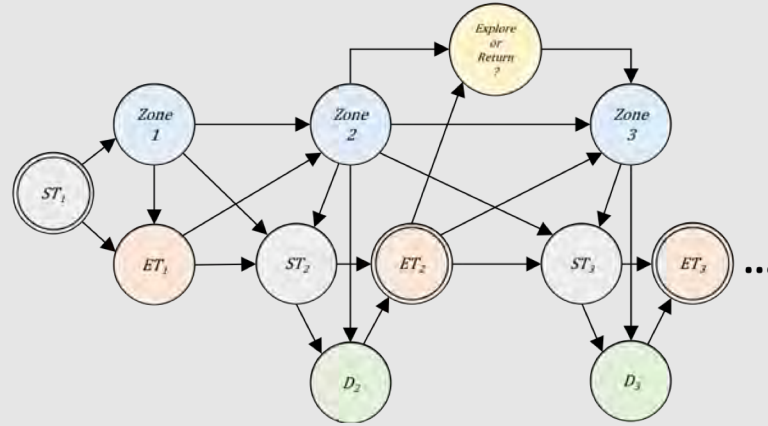 Explore
or
Return
?
Zone
1
Zone
2
Zone
3
ST₁
ET₁
ST₂
ET₂
ST₃
ET₃
...
D₂
D₃